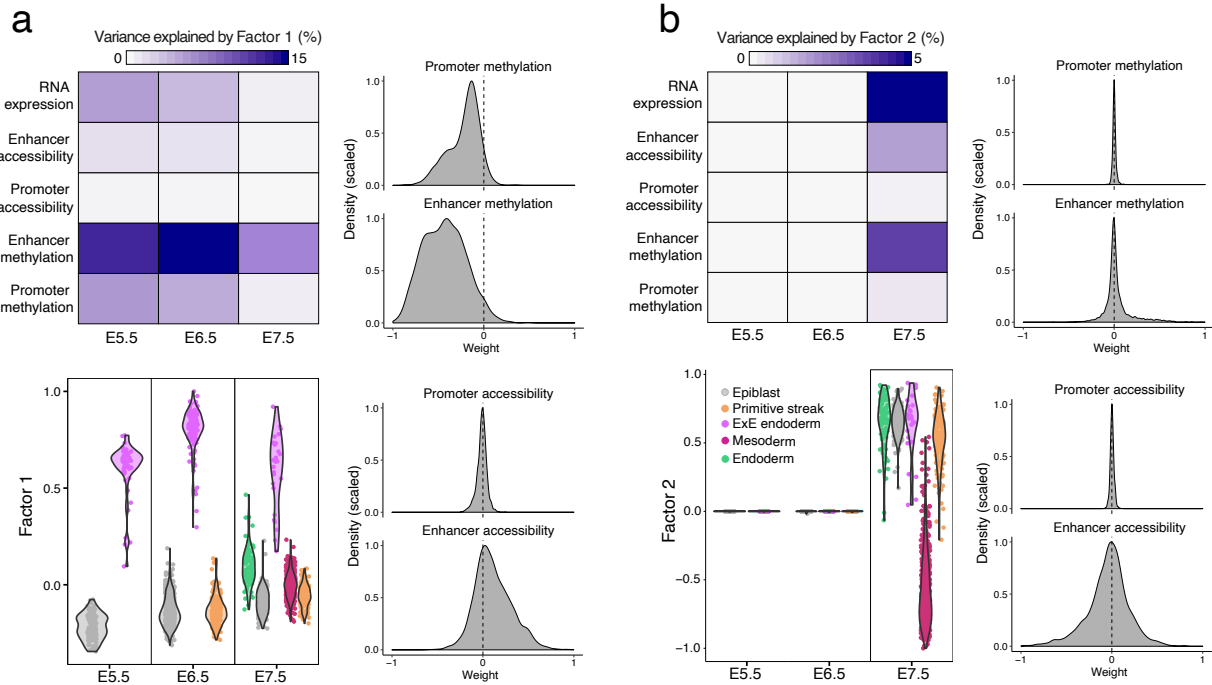 a
Variance explained by Factor 1 (%)
0
15
RNA
expression
Enhancer
accessibility
Promoter
accessibility
Enhancer
methylation
Promoter
methylation
E5.5
E6.5
E7.5
Promoter methylation
1.0
0.5
0.0
Density (scaled)
Enhancer methylation
1.0
0.5
0.0
−1
0
1
Weight
1.0
0.5
0.0
Factor 1
E5.5
E6.5
E7.5
Promoter accessibility
1.0
0.5
0.0
Density (scaled)
Enhancer accessibility
1.0
0.5
0.0
−1
0
1
Weight
b
Variance explained by Factor 2 (%)
0
5
RNA
expression
Enhancer
accessibility
Promoter
accessibility
Enhancer
methylation
Promoter
methylation
E5.5
E6.5
E7.5
Promoter methylation
1.0
0.5
0.0
Density (scaled)
Enhancer methylation
1.0
0.5
0.0
−1
0
1
Weight
1.0
0.5
0.0
−0.5
−1.0
Factor 2
Epiblast
Primitive streak
ExE endoderm
Mesoderm
Endoderm
E5.5
E6.5
E7.5
Promoter accessibility
1.0
0.5
0.0
Density (scaled)
Enhancer accessibility
1.0
0.5
0.0
−1
0
1
Weight